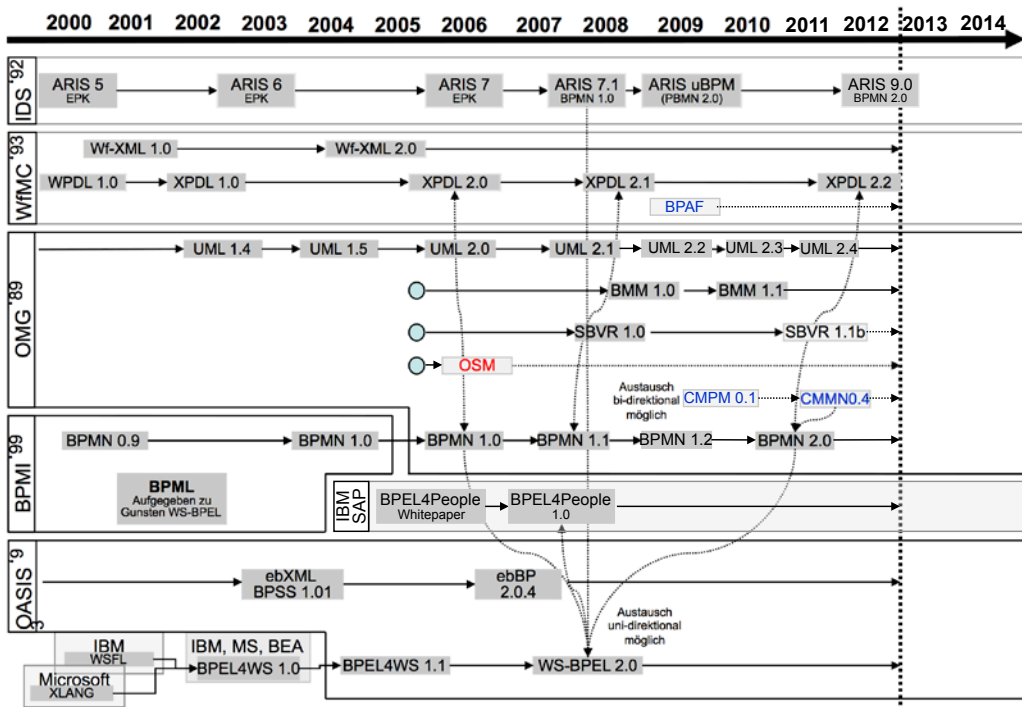 2000 2001 2002 2003 2004 2005 2006 2007 2008 2009 2010 2011 2012 2013 2014
IDS '92
ARIS 5
EPK
ARIS 6
EPK
ARIS 7
EPK
ARIS 7.1
BPMN 1.0
ARIS uBPM
(PBMN 2.0)
ARIS 9.0
BPMN 2.0
WfMC '93
Wf-XML 1.0
Wf-XML 2.0
WPDL 1.0
XPDL 1.0
XPDL 2.0
XPDL 2.1
XPDL 2.2
BPAF
OMG '89
UML 1.4
UML 1.5
UML 2.0
UML 2.1
UML 2.2
UML 2.3
UML 2.4
BMM 1.0
BMM 1.1
SBVR 1.0
SBVR 1.1b
OSM
Austausch
bi-direktional
möglich
CMPM 0.1
CMMN0.4
BPMI '99
BPMN 0.9
BPMN 1.0
BPMN 1.0
BPMN 1.1
BPMN 1.2
BPMN 2.0
BPML
Aufgegeben zu
Gunsten WS-BPEL
IBM
SAP
BPEL4People
Whitepaper
BPEL4People
1.0
OASIS '9
3
ebXML
BPSS 1.01
ebBP
2.0.4
Austausch
uni-direktional
möglich
IBM
WSFL
Microsoft
XLANG
IBM, MS, BEA
BPEL4WS 1.0
BPEL4WS 1.1
WS-BPEL 2.0